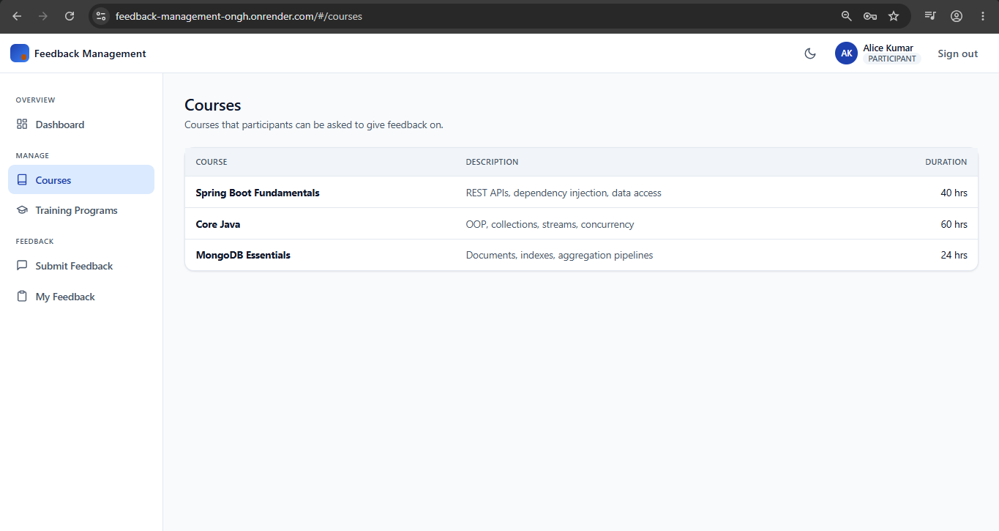 feedback-management-ongh.onrender.com/#/courses
Feedback Management
AK
Alice Kumar
PARTICIPANT
Sign out
OVERVIEW
Dashboard
MANAGE
Courses
Training Programs
FEEDBACK
Submit Feedback
My Feedback
Courses
Courses that participants can be asked to give feedback on.
COURSE DESCRIPTION DURATION
Spring Boot Fundamentals REST APIs, dependency injection, data access 40 hrs
Core Java OOP, collections, streams, concurrency 60 hrs
MongoDB Essentials Documents, indexes, aggregation pipelines 24 hrs